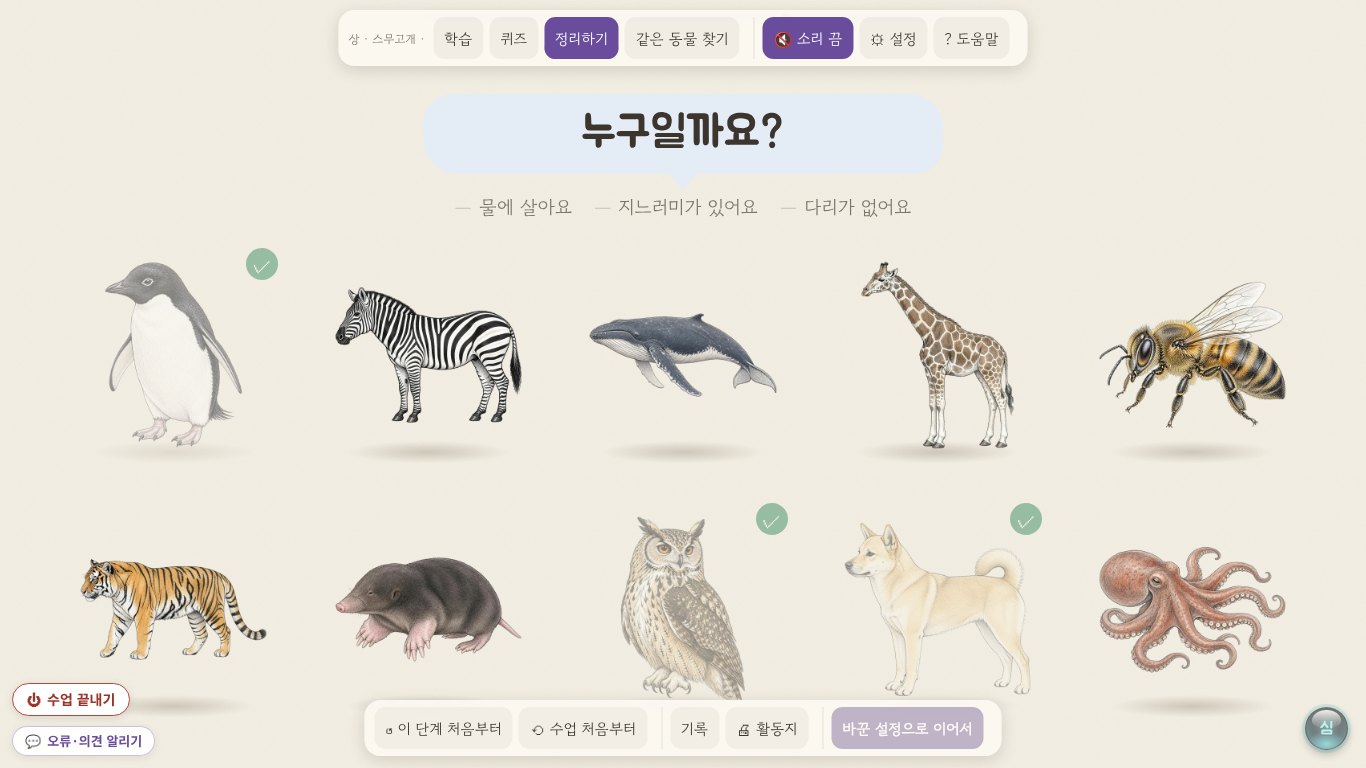 상 · 스무고개 · 학습 퀴즈 정리하기 같은 동물 찾기 소리 끔 설정 ? 도움말
누구일까요?
— 물에 살아요 — 지느러미가 있어요 — 다리가 없어요
수업 끝내기
오류·의견 알리기
이 단계 처음부터 수업 처음부터 기록 활동지 바꾼 설정으로 이어서
심